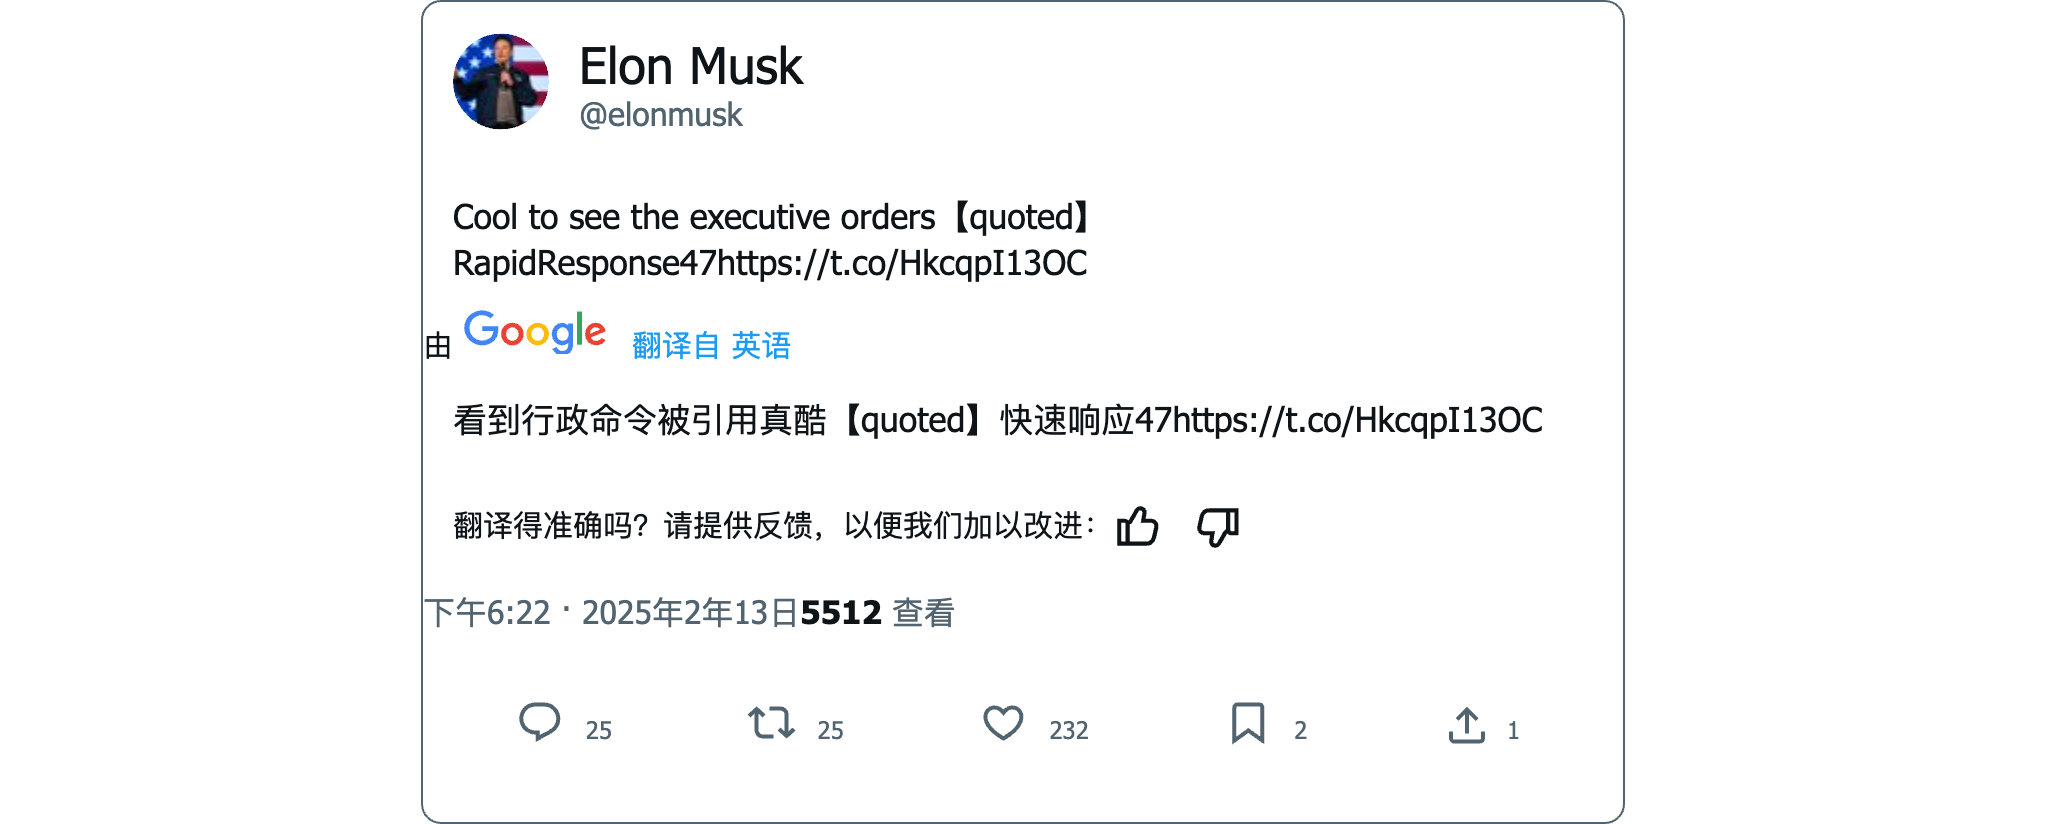 Elon Musk
@elonmusk
Cool to see the executive orders【quoted】
RapidResponse47https://t.co/HkcqpI13OC
由 Google 翻译自 英语
看到行政命令被引用真酷【quoted】快速响应47https://t.co/HkcqpI13OC
翻译得准确吗？请提供反馈，以便我们加以改进：
下午6:22 · 2025年2年13日5512 查看
25 25 232 2 1